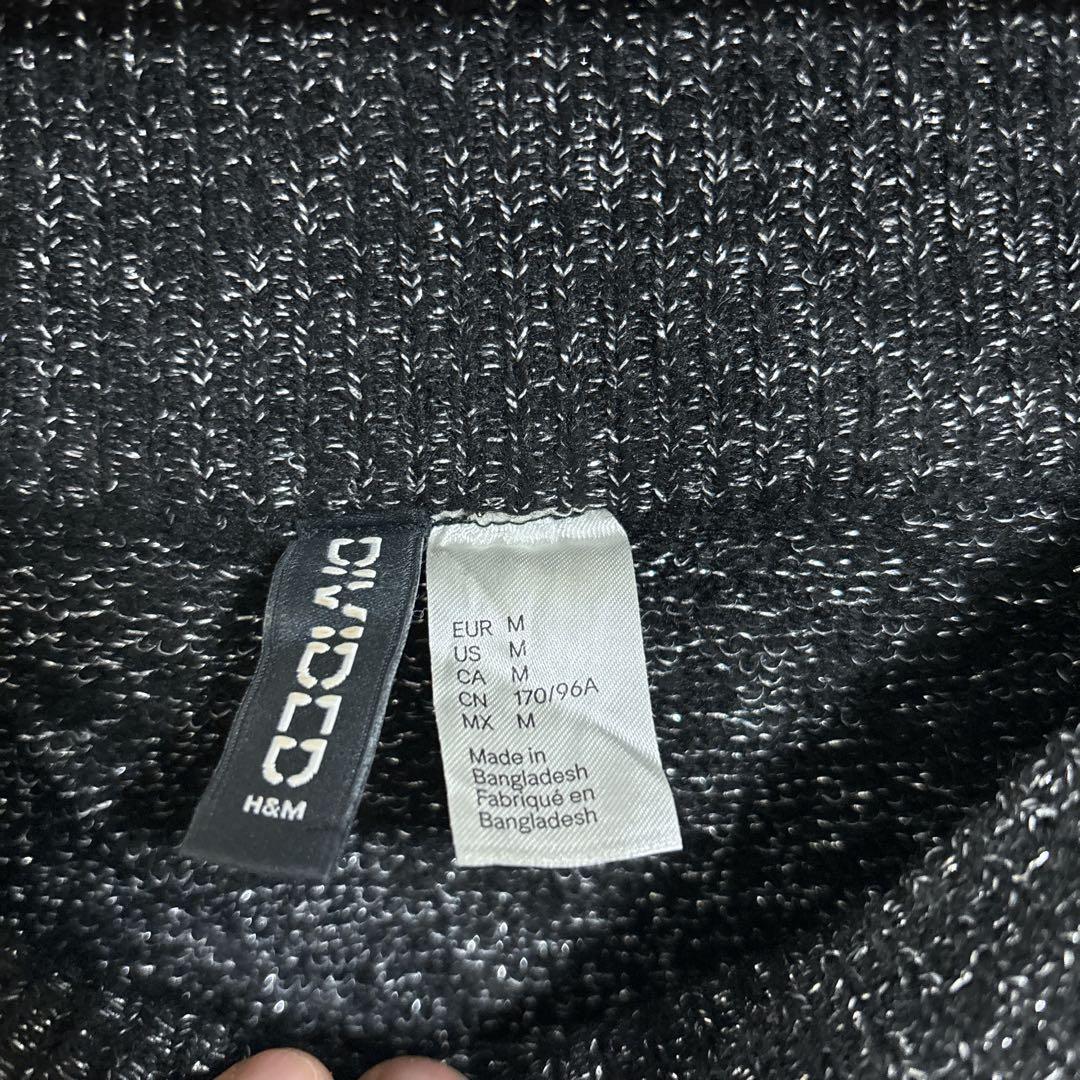 DIVIDED
H&M
EUR M
US M
CA M
CN 170/96A
MX M
Made in
Bangladesh
Fabriqué en
Bangladesh